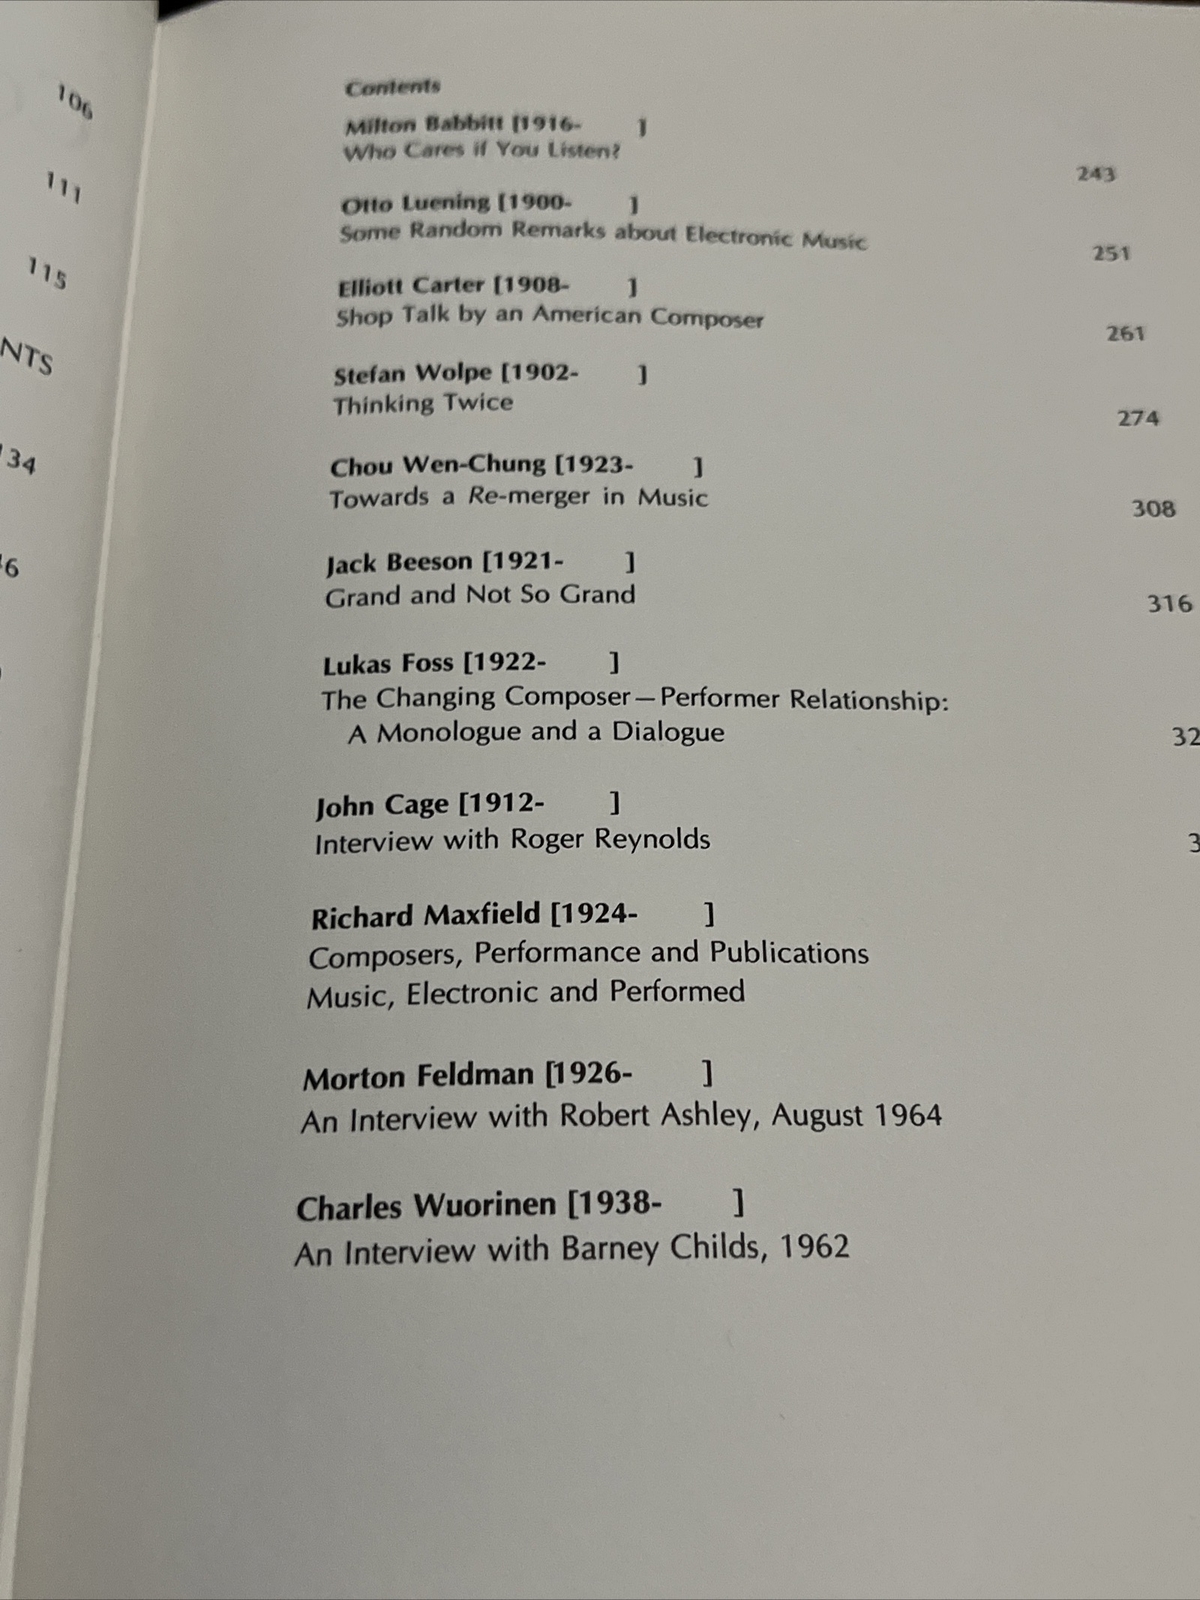 106
111
115
NTS
134
6
Contents
Milton Babbitt [1916- ]
Who Cares if You Listen?
243
Otto Luening [1900- ]
Some Random Remarks about Electronic Music
251
Elliott Carter [1908- ]
Shop Talk by an American Composer
261
Stefan Wolpe [1902- ]
Thinking Twice
274
Chou Wen-Chung [1923- ]
Towards a Re-merger in Music
308
Jack Beeson [1921- ]
Grand and Not So Grand
316
Lukas Foss [1922- ]
The Changing Composer—Performer Relationship:
A Monologue and a Dialogue
32
John Cage [1912- ]
Interview with Roger Reynolds
3
Richard Maxfield [1924- ]
Composers, Performance and Publications
Music, Electronic and Performed
Morton Feldman [1926- ]
An Interview with Robert Ashley, August 1964
Charles Wuorinen [1938- ]
An Interview with Barney Childs, 1962